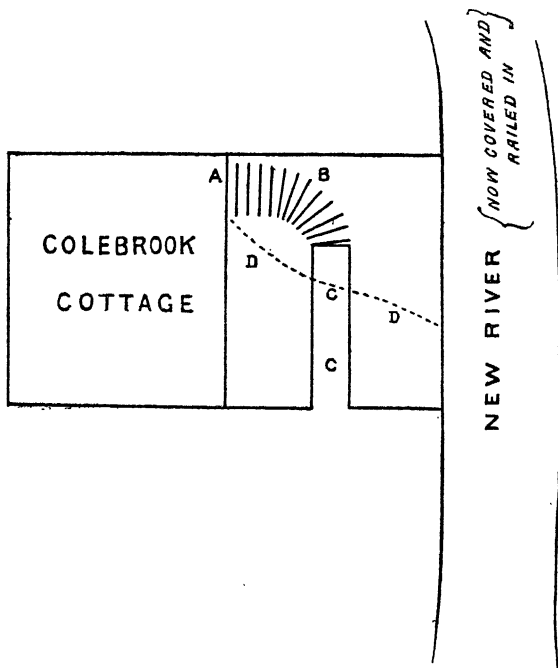 A
B
COLEBROOK
COTTAGE
D
C
D
C
NEW RIVER
{NOW COVERED AND}
RAILED IN